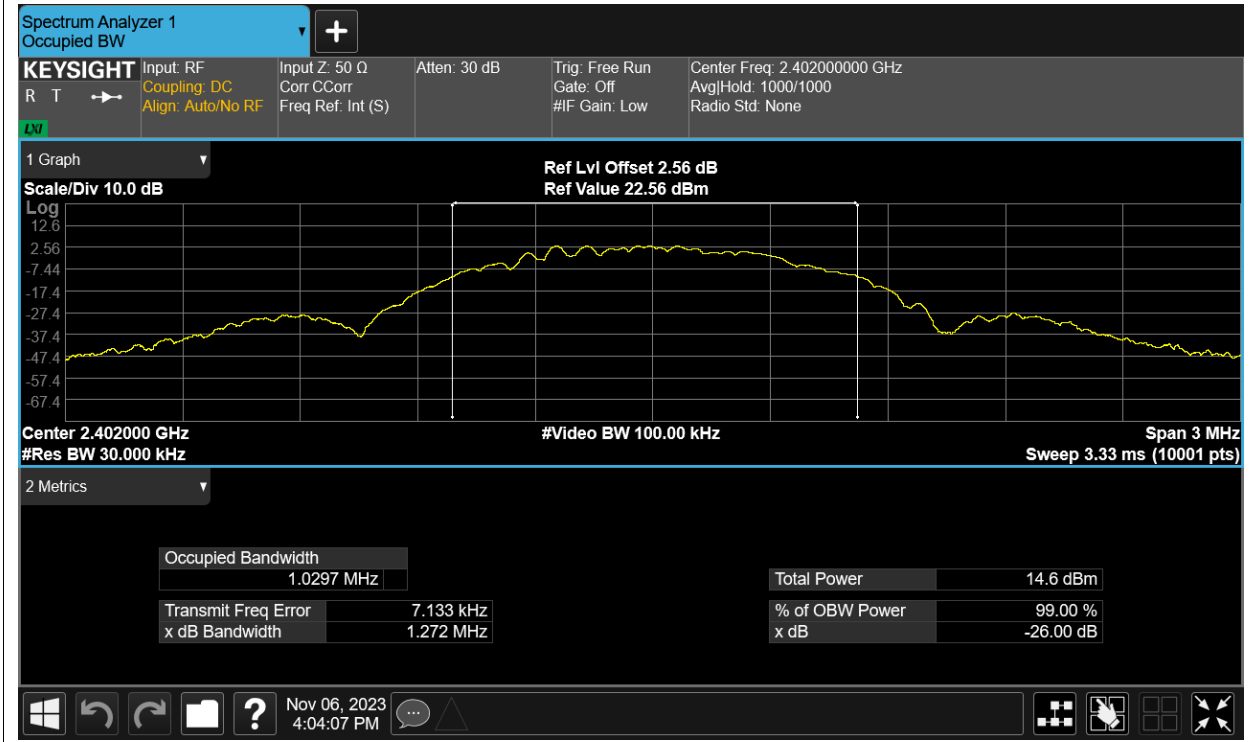 Spectrum Analyzer 1
Occupied BW
KEYSIGHT
R T
LXI
Input: RF
Coupling: DC
Align: Auto/No RF
Input Z: 50 Ω
Corr CCorr
Freq Ref: Int (S)
Atten: 30 dB
Trig: Free Run
Gate: Off
#IF Gain: Low
Center Freq: 2.402000000 GHz
Avg|Hold: 1000/1000
Radio Std: None
1 Graph
Scale/Div 10.0 dB
Ref Lvl Offset 2.56 dB
Ref Value 22.56 dBm
Log
12.6
2.56
-7.44
-17.4
-27.4
-37.4
-47.4
-57.4
-67.4
Center 2.402000 GHz
#Res BW 30.000 kHz
#Video BW 100.00 kHz
Span 3 MHz
Sweep 3.33 ms (10001 pts)
2 Metrics
Occupied Bandwidth
1.0297 MHz
Transmit Freq Error 7.133 kHz
x dB Bandwidth 1.272 MHz
Total Power 14.6 dBm
% of OBW Power 99.00 %
x dB -26.00 dB
Nov 06, 2023
4:04:07 PM